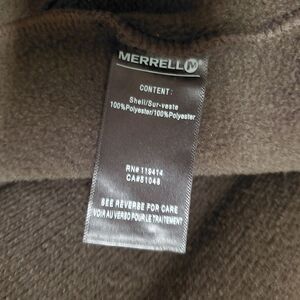 MERRELL
CONTENT:
Shell/Sur-veste
100%Polyester/100%Polyester
RN# 119414
CA#51048
SEE REVERSE FOR CARE
VOIR AU VERSO POUR LE TRAITEMENT